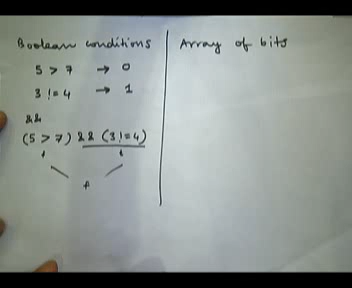 Boolean conditions
5 > 7 → 0
3 != 4 → 1
&&
(5 > 7) && (3 != 4)
Array of bits